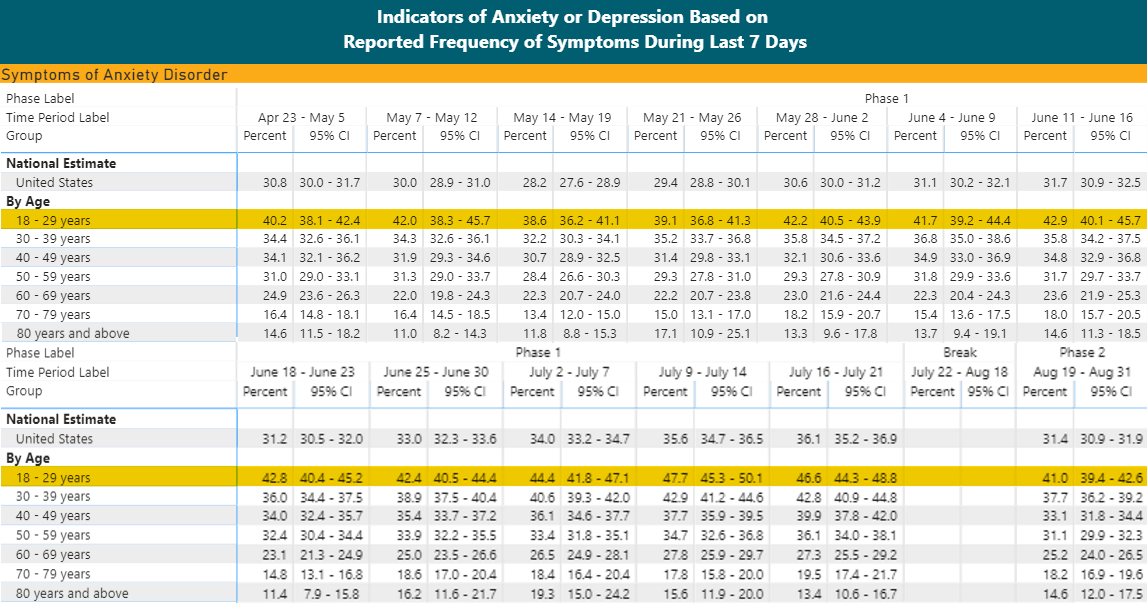 Indicators of Anxiety or Depression Based on
Reported Frequency of Symptoms During Last 7 Days
Symptoms of Anxiety Disorder
Phase Label Phase 1
Time Period Label Apr 23 - May 5 May 7 - May 12 May 14 - May 19 May 21 - May 26 May 28 - June 2 June 4 - June 9 June 11 - June 16
Group Percent 95% CI Percent 95% CI Percent 95% CI Percent 95% CI Percent 95% CI Percent 95% CI Percent 95% CI
National Estimate
United States 30.8 30.0 - 31.7 30.0 28.9 - 31.0 28.2 27.6 - 28.9 29.4 28.8 - 30.1 30.6 30.0 - 31.2 31.1 30.2 - 32.1 31.7 30.9 - 32.5
By Age
18 - 29 years 40.2 38.1 - 42.4 42.0 38.3 - 45.7 38.6 36.2 - 41.1 39.1 36.8 - 41.3 42.2 40.5 - 43.9 41.7 39.2 - 44.4 42.9 40.1 - 45.7
30 - 39 years 34.4 32.6 - 36.1 34.3 32.6 - 36.1 32.2 30.3 - 34.1 35.2 33.7 - 36.8 35.8 34.5 - 37.2 36.8 35.0 - 38.6 35.8 34.2 - 37.5
40 - 49 years 34.1 32.1 - 36.2 31.9 29.3 - 34.6 30.7 28.9 - 32.5 31.4 29.8 - 33.1 32.1 30.6 - 33.6 34.9 33.0 - 36.9 34.8 32.9 - 36.8
50 - 59 years 31.0 29.0 - 33.1 31.3 29.0 - 33.7 28.4 26.6 - 30.3 29.3 27.8 - 31.0 29.3 27.8 - 30.9 31.8 29.9 - 33.6 31.7 29.7 - 33.7
60 - 69 years 24.9 23.6 - 26.3 22.0 19.8 - 24.3 22.3 20.7 - 24.0 22.2 20.7 - 23.8 23.0 21.6 - 24.4 22.3 20.4 - 24.3 23.6 21.9 - 25.3
70 - 79 years 16.4 14.8 - 18.1 16.4 14.5 - 18.5 13.4 12.0 - 15.0 15.0 13.1 - 17.0 18.2 15.9 - 20.7 15.4 13.6 - 17.5 18.0 15.7 - 20.5
80 years and above 14.6 11.5 - 18.2 11.0 8.2 - 14.3 11.8 8.8 - 15.3 17.1 10.9 - 25.1 13.3 9.6 - 17.8 13.7 9.4 - 19.1 14.6 11.3 - 18.5
Phase Label Phase 1 Break Phase 2
Time Period Label June 18 - June 23 June 25 - June 30 July 2 - July 7 July 9 - July 14 July 16 - July 21 July 22 - Aug 18 Aug 19 - Aug 31
Group Percent 95% CI Percent 95% CI Percent 95% CI Percent 95% CI Percent 95% CI Percent 95% CI Percent 95% CI
National Estimate
United States 31.2 30.5 - 32.0 33.0 32.3 - 33.6 34.0 33.2 - 34.7 35.6 34.7 - 36.5 36.1 35.2 - 36.9 31.4 30.9 - 31.9
By Age
18 - 29 years 42.8 40.4 - 45.2 42.4 40.5 - 44.4 44.4 41.8 - 47.1 47.7 45.3 - 50.1 46.6 44.3 - 48.8 41.0 39.4 - 42.6
30 - 39 years 36.0 34.4 - 37.5 38.9 37.5 - 40.4 40.6 39.3 - 42.0 42.9 41.2 - 44.6 42.8 40.9 - 44.8 37.7 36.2 - 39.2
40 - 49 years 34.0 32.4 - 35.7 35.4 33.7 - 37.2 36.1 34.6 - 37.7 37.7 35.9 - 39.5 39.9 37.8 - 42.0 33.1 31.8 - 34.4
50 - 59 years 32.4 30.4 - 34.4 33.9 32.2 - 35.5 33.4 31.8 - 35.1 34.7 32.6 - 36.8 36.1 34.0 - 38.1 31.1 29.9 - 32.3
60 - 69 years 23.1 21.3 - 24.9 25.0 23.5 - 26.6 26.5 24.9 - 28.1 27.8 25.9 - 29.7 27.3 25.5 - 29.2 25.2 24.0 - 26.5
70 - 79 years 14.8 13.1 - 16.8 18.6 17.0 - 20.4 18.4 16.4 - 20.4 17.8 15.8 - 20.0 19.5 17.4 - 21.7 18.2 16.9 - 19.6
80 years and above 11.4 7.9 - 15.8 16.2 11.6 - 21.7 19.3 15.0 - 24.2 15.6 11.9 - 20.0 13.4 10.6 - 16.7 14.6 12.0 - 17.5